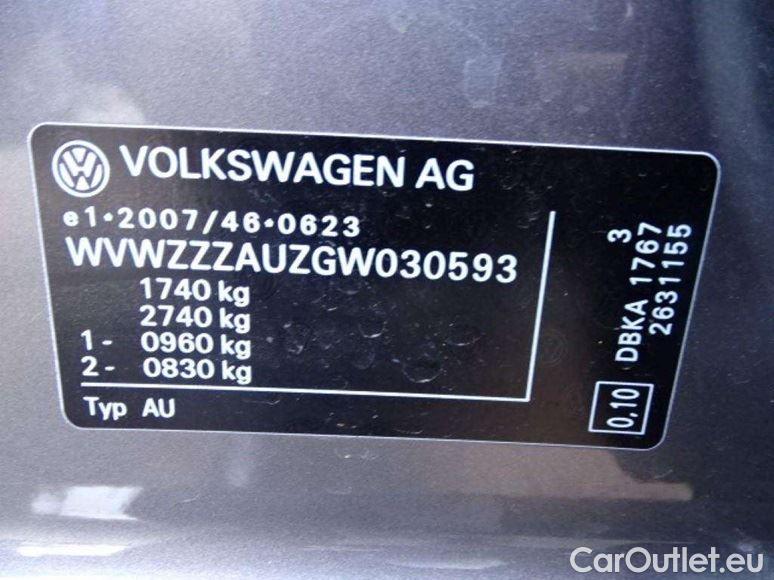 VOLKSWAGEN AG
e1*2007/46*0623
WVWZZZAUZGW030593
1740 kg
2740 kg
1- 0960 kg
2- 0830 kg
Typ AU
3
DBKA 1767
2631155
0,10
CarOutlet.eu